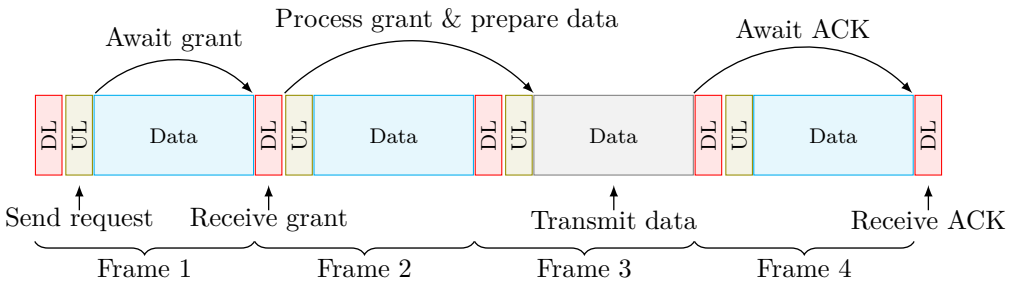 Process grant & prepare data
Await grant
Await ACK
DL UL Data DL UL Data DL UL Data DL UL Data DL
Send request Receive grant Transmit data Receive ACK
Frame 1 Frame 2 Frame 3 Frame 4